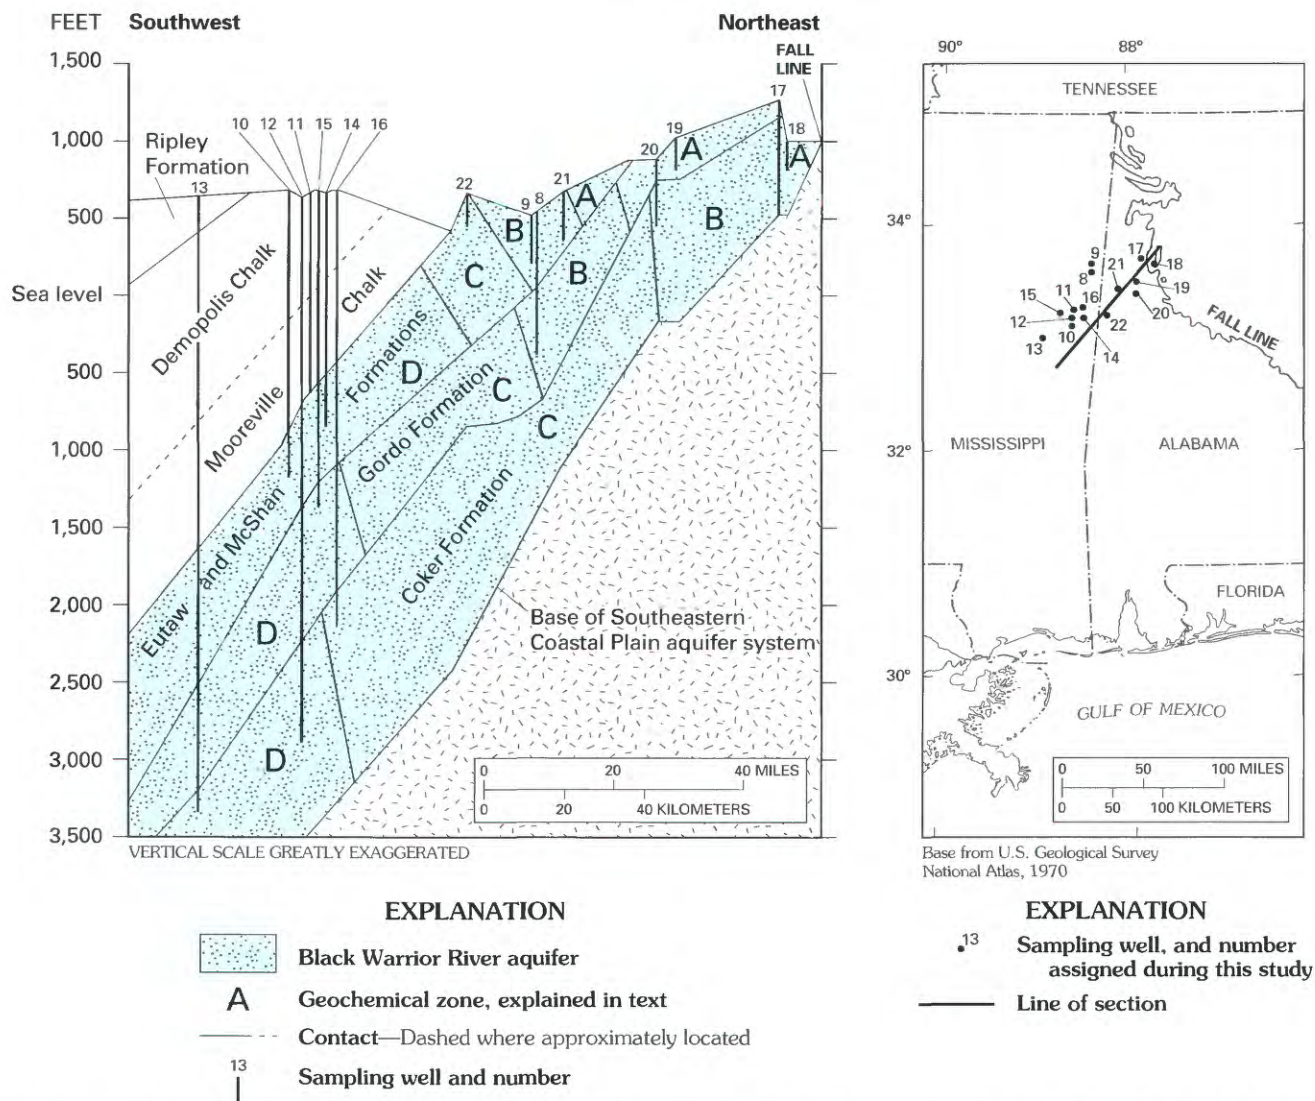 FEET Southwest Northeast
FALL
LINE
1,500
1,000
500
Sea level
500
1,000
1,500
2,000
2,500
3,000
3,500
10 12 11 15 14 16
13
22
9 8
21
20
19
17
18
Ripley
Formation
Demopolis Chalk
Mooreville Chalk
Eutaw and McShan Formations
Gordo Formation
Coker Formation
A
A
A
B
B
B
C
C
C
D
D
D
Base of Southeastern
Coastal Plain aquifer system
0 20 40 MILES
0 20 40 KILOMETERS
VERTICAL SCALE GREATLY EXAGGERATED
EXPLANATION
Black Warrior River aquifer
A Geochemical zone, explained in text
Contact—Dashed where approximately located
13 Sampling well and number
90° 88°
TENNESSEE
34°
9
8
17
18
21
19
20
15
11
16
12
10
22
13
14
FALL LINE
32°
MISSISSIPPI ALABAMA
FLORIDA
30°
GULF OF MEXICO
0 50 100 MILES
0 50 100 KILOMETERS
Base from U.S. Geological Survey
National Atlas, 1970
EXPLANATION
13 Sampling well, and number
assigned during this study
Line of section